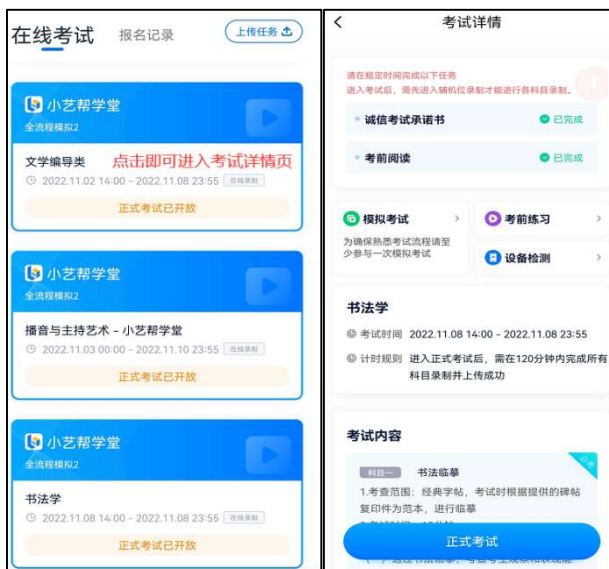 在线考试
报名记录
上传任务
小艺帮学堂
全流程模拟2
文学编导类
点击即可进入考试详情页
2022.11.02 14:00 - 2022.11.08 23:55 在线录制
正式考试已开放
小艺帮学堂
全流程模拟2
播音与主持艺术 - 小艺帮学堂
2022.11.03 00:00 - 2022.11.10 23:55 在线录制
正式考试已开放
小艺帮学堂
全流程模拟2
书法学
2022.11.08 14:00 - 2022.11.08 23:55 在线录制
正式考试已开放
考试详情
请在规定时间完成以下任务
进入考试后，需先进入辅机位录制才能进行各科目录制。
诚信考试承诺书
已完成
考前阅读
已完成
模拟考试
为确保熟悉考试流程请至
少参与一次模拟考试
考前练习
设备检测
书法学
考试时间 2022.11.08 14:00 - 2022.11.08 23:55
计时规则 进入正式考试后，需在120分钟内完成所有
科目录制并上传成功
考试内容
科目一 书法临摹
1.考查范围：经典字帖，考试时根据提供的碑帖
复印件为范本，进行临摹
正式考试